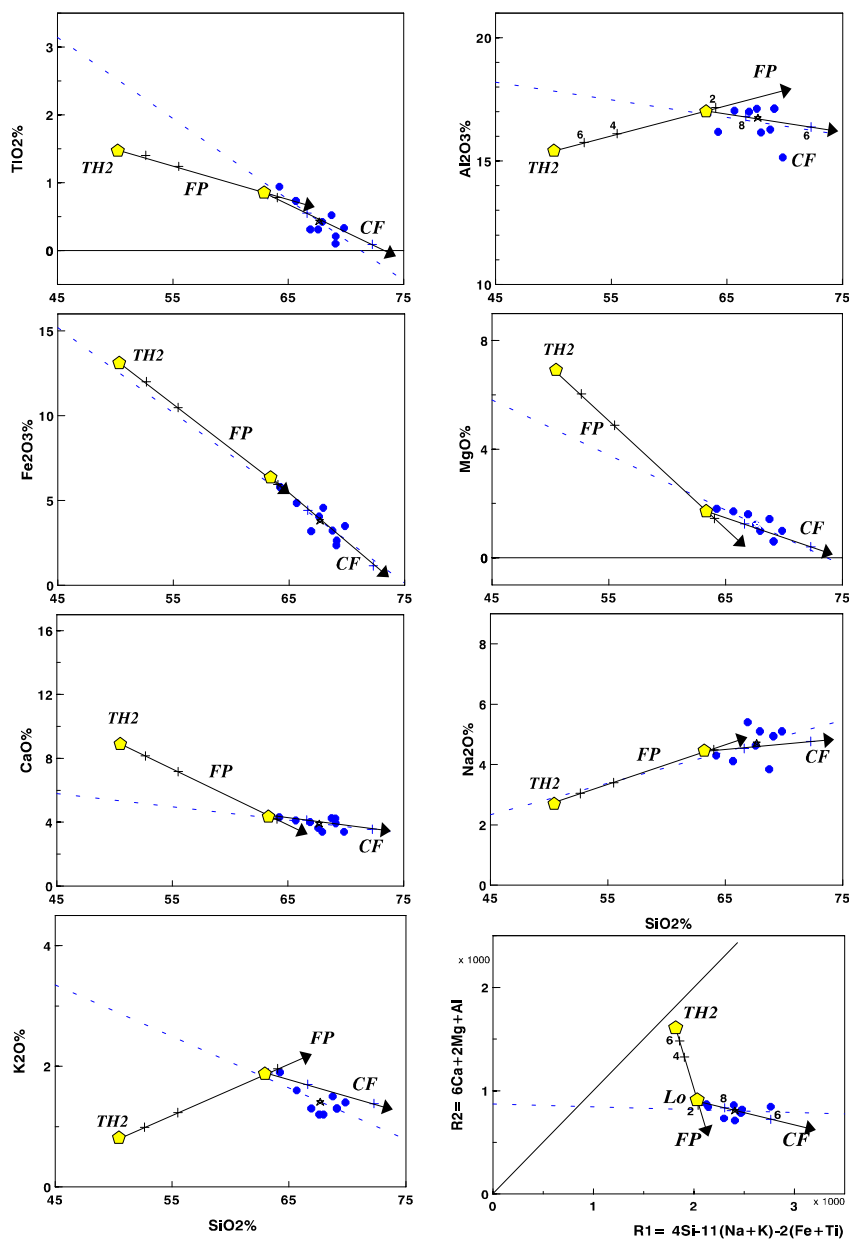 TiO2%
3
2
1
0
TH2
FP
CF
45
55
65
75
Al2O3%
20
15
10
TH2
6
4
2
FP
8
6
CF
45
55
65
75
Fe2O3%
15
10
5
0
TH2
FP
CF
45
55
65
75
MgO%
8
4
0
TH2
FP
CF
45
55
65
75
CaO%
16
12
8
4
0
TH2
FP
CF
45
55
65
75
Na2O%
8
6
4
2
0
TH2
FP
CF
45
55
65
75
SiO2%
K2O%
4
2
0
TH2
FP
CF
45
55
65
75
SiO2%
R2= 6Ca+2Mg+Al
x 1000
2
1
0
TH2
6
4
Lo
2
8
6
FP
CF
0
1
2
3
x 1000
R1= 4Si-11(Na+K)-2(Fe+Ti)